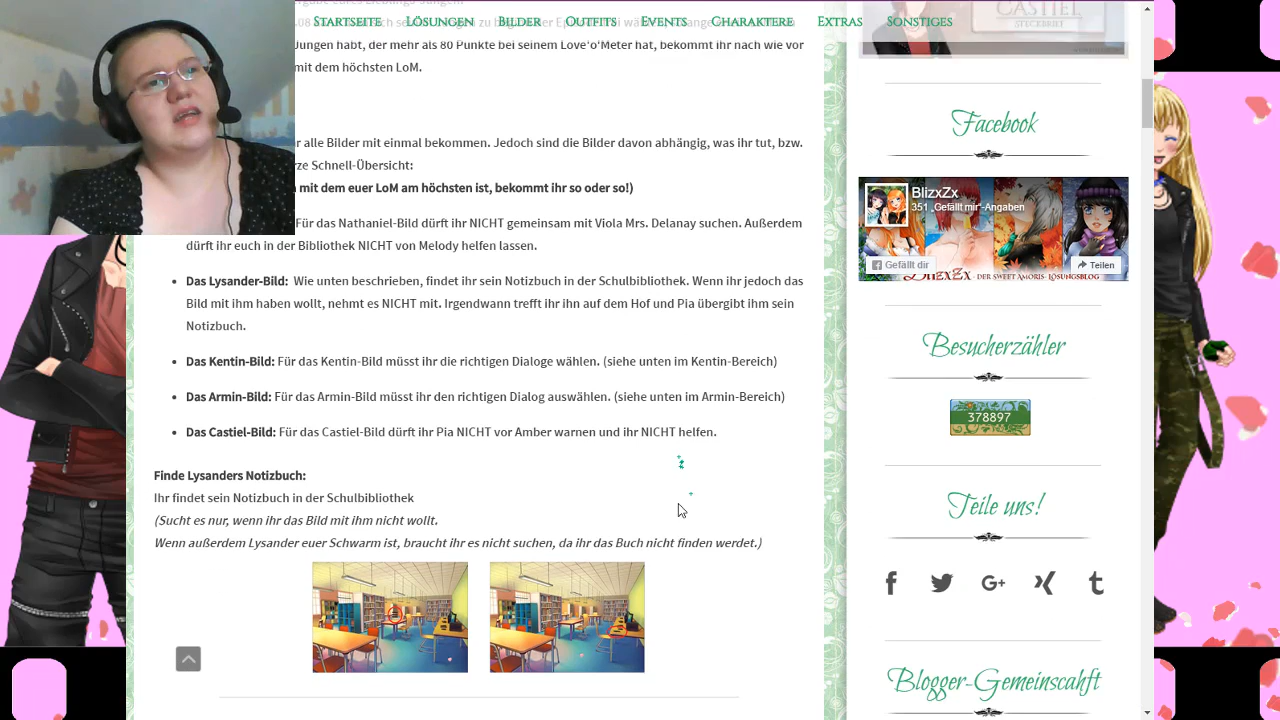 STARTSEITE LÖSUNGEN BILDER OUTFITS EVENTS CHARAKTERE EXTRAS SONSTIGES
Jungen habt, der mehr als 80 Punkte bei seinem Love'o'Meter hat, bekommt ihr nach wie vor
mit dem höchsten LoM.
alle Bilder mit einmal bekommen. Jedoch sind die Bilder davon abhängig, was ihr tut, bzw.
Schnell-Übersicht:
mit dem euer LoM am höchsten ist, bekommt ihr so oder so!)
Für das Nathaniel-Bild dürft ihr NICHT gemeinsam mit Viola Mrs. Delanay suchen. Außerdem
dürft ihr euch in der Bibliothek NICHT von Melody helfen lassen.
• Das Lysander-Bild: Wie unten beschrieben, findet ihr sein Notizbuch in der Schulbibliothek. Wenn ihr jedoch das
Bild mit ihm haben wollt, nehmt es NICHT mit. Irgendwann trefft ihr ihn auf dem Hof und Pia übergibt ihm sein
Notizbuch.
• Das Kentin-Bild: Für das Kentin-Bild müsst ihr die richtigen Dialoge wählen. (siehe unten im Kentin-Bereich)
• Das Armin-Bild: Für das Armin-Bild müsst ihr den richtigen Dialog auswählen. (siehe unten im Armin-Bereich)
• Das Castiel-Bild: Für das Castiel-Bild dürft ihr Pia NICHT vor Amber warnen und ihr NICHT helfen.
Finde Lysanders Notizbuch:
Ihr findet sein Notizbuch in der Schulbibliothek
(Sucht es nur, wenn ihr das Bild mit ihm nicht wollt.
Wenn außerdem Lysander euer Schwarm ist, braucht ihr es nicht suchen, da ihr das Buch nicht finden werdet.)
CASTIEL
STECKBRIEF
Facebook
BlizxZx
351 „Gefällt mir"-Angaben
Gefällt dir
Teilen
BLIZXZX - DER SWEET AMORIS LÖSUNGSBLOG
Besucherzähler
378897
Teile uns!
Blogger-Gemeinscahft